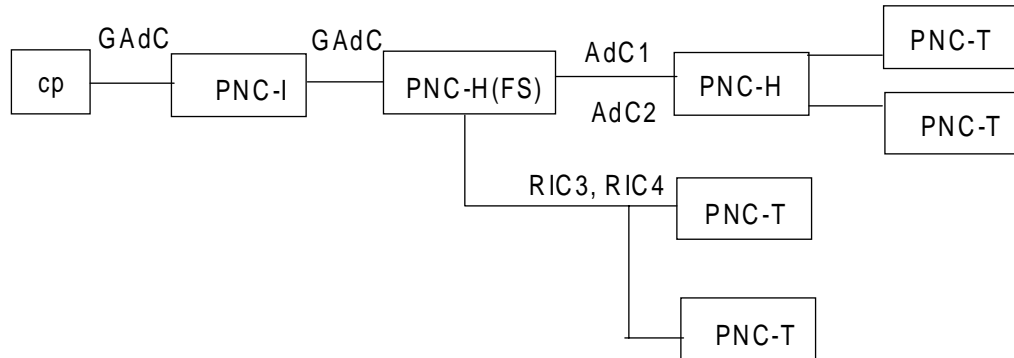 GAdC
GAdC
AdC1
AdC2
cp
PNC-I
PNC-H(FS)
PNC-H
PNC-T
PNC-T
RIC3, RIC4
PNC-T
PNC-T